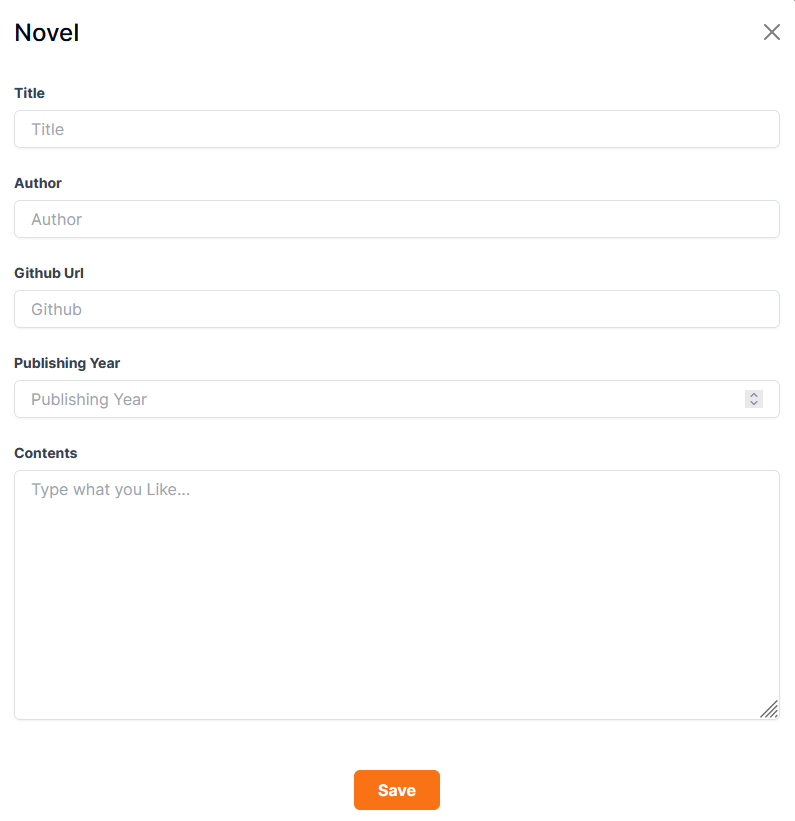 Novel
Title
Title
Author
Author
Github Url
Github
Publishing Year
Publishing Year
Contents
Type what you Like...
Save